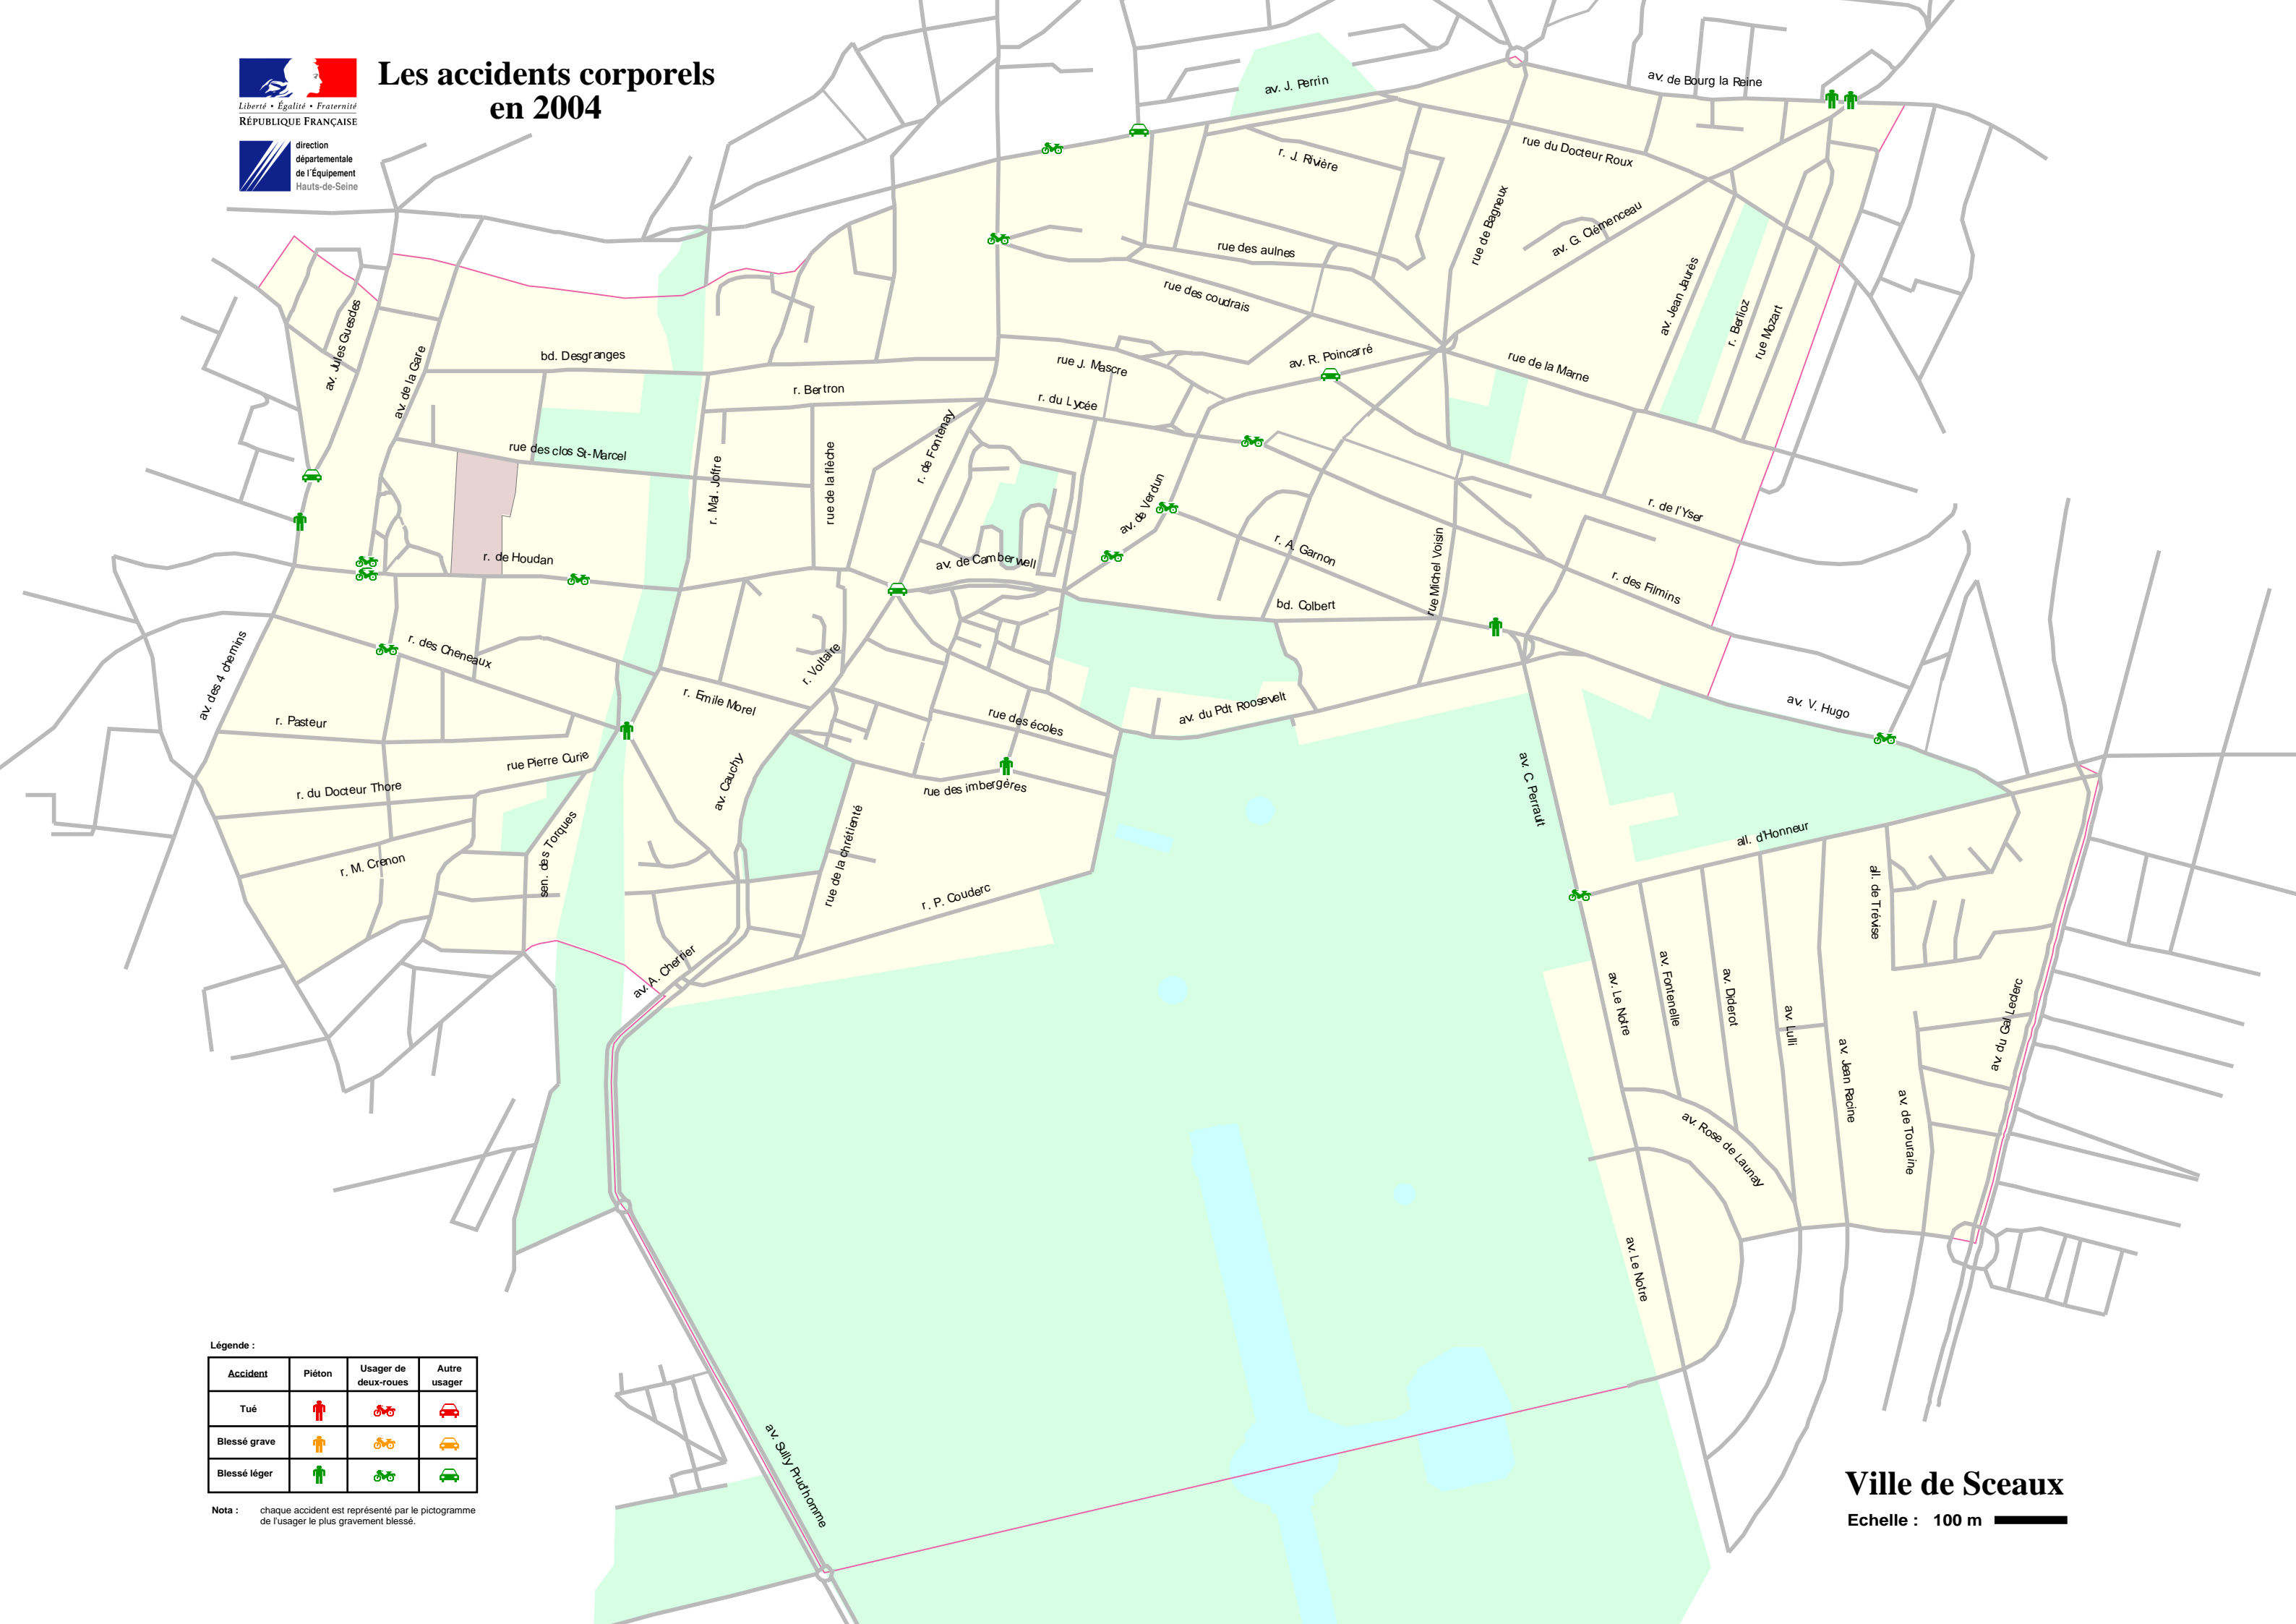 Les accidents corporels
en 2004
Liberté • Égalité • Fraternité
RÉPUBLIQUE FRANÇAISE
direction
départementale
de l'Équipement
Hauts-de-Seine
av. J. Perrin
av. de Bourg la Reine
r. J. Rivière
rue du Docteur Roux
rue de Bagneux
av. G. Clémenceau
rue des aulnes
rue des coudrais
av. Jean Jaurès
r. Berlioz
rue Mozart
av. Jules Guesdes
av. de la Gare
bd. Desgranges
r. Bertron
rue J. Mascre
av. R. Poincarré
rue de la Marne
r. du Lycée
rue des clos St-Marcel
r. Mal. Joffre
rue de la flèche
r. de Fontenay
av. de Verdun
r. de l'Yser
r. de Houdan
av. de Camberwell
r. A. Garnon
rue Michel Voisin
r. des Filmins
bd. Colbert
av. des 4 chemins
r. des Cheneaux
r. Voltaire
r. Emile Morel
r. Pasteur
rue des écoles
av. du Pdt Roosevelt
av. V. Hugo
rue Pierre Curie
av. Cauchy
r. du Docteur Thore
rue des imbergères
av. C. Perrault
sen. des Torques
rue de la chrétienté
all. d'Honneur
r. M. Crenon
r. P. Couderc
all. de Trévise
av. A. Cherrier
av. Le Notre
av. Fontenelle
av. Diderot
av. Lulli
av. Jean Racine
av. de Touraine
av. du Gal Leclerc
av. Rose de Launay
av. Le Notre
av. Sully Prud'homme
Légende :
Accident Piéton Usager de deux-roues Autre usager
Tué
Blessé grave
Blessé léger
Nota : chaque accident est représenté par le pictogramme
de l'usager le plus gravement blessé.
Ville de Sceaux
Echelle : 100 m